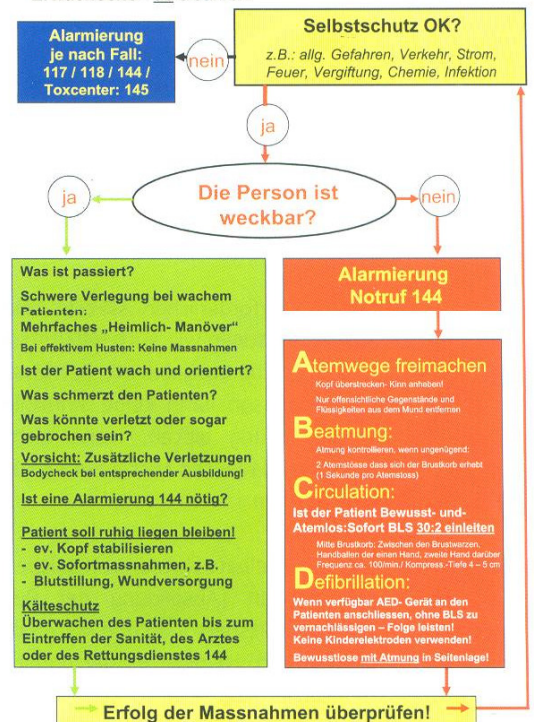 Selbstschutz OK?
z.B.: allg. Gefahren, Verkehr, Strom,
Feuer, Vergiftung, Chemie, Infektion
nein
Alarmierung
je nach Fall:
117 / 118 / 144 /
Toxcenter: 145
ja
Die Person ist
weckbar?
ja
nein
Was ist passiert?
Schwere Verlegung bei wachem
Patienten:
Mehrfaches „Heimlich- Manöver“
Bei effektivem Husten: Keine Massnahmen
Ist der Patient wach und orientiert?
Was schmerzt den Patienten?
Was könnte verletzt oder sogar
gebrochen sein?
Vorsicht: Zusätzliche Verletzungen
Bodycheck bei entsprechender Ausbildung!
Ist eine Alarmierung 144 nötig?
Patient soll ruhig liegen bleiben!
- ev. Kopf stabilisieren
- ev. Sofortmassnahmen, z.B.
- Blutstillung, Wundversorgung
Kälteschutz
Überwachen des Patienten bis zum
Eintreffen der Sanität, des Arztes
oder des Rettungsdienstes 144
Alarmierung
Notruf 144
Atemwege freimachen
Kopf überstrecken- Kinn anheben!
Nur offensichtliche Gegenstände und
Flüssigkeiten aus dem Mund entfernen
Beatmung:
Atmung kontrollieren, wenn ungenügend:
2 Atemstösse dass sich der Brustkorb erhebt
(1 Sekunde pro Atemstoss)
Circulation:
Ist der Patient Bewusst- und-
Atemlos:Sofort BLS 30:2 einleiten
Mitte Brustkorb: Zwischen den Brustwarzen,
Handballen der einen Hand, zweite Hand darüber
Frequenz ca. 100/min./ Kompress.-Tiefe 4 – 5 cm
Defibrillation:
Wenn verfügbar AED- Gerät an den
Patienten anschliessen, ohne BLS zu
vernachlässigen – Folge leisten!
Keine Kinderelektroden verwenden!
Bewusstlose mit Atmung in Seitenlage!
Erfolg der Massnahmen überprüfen!